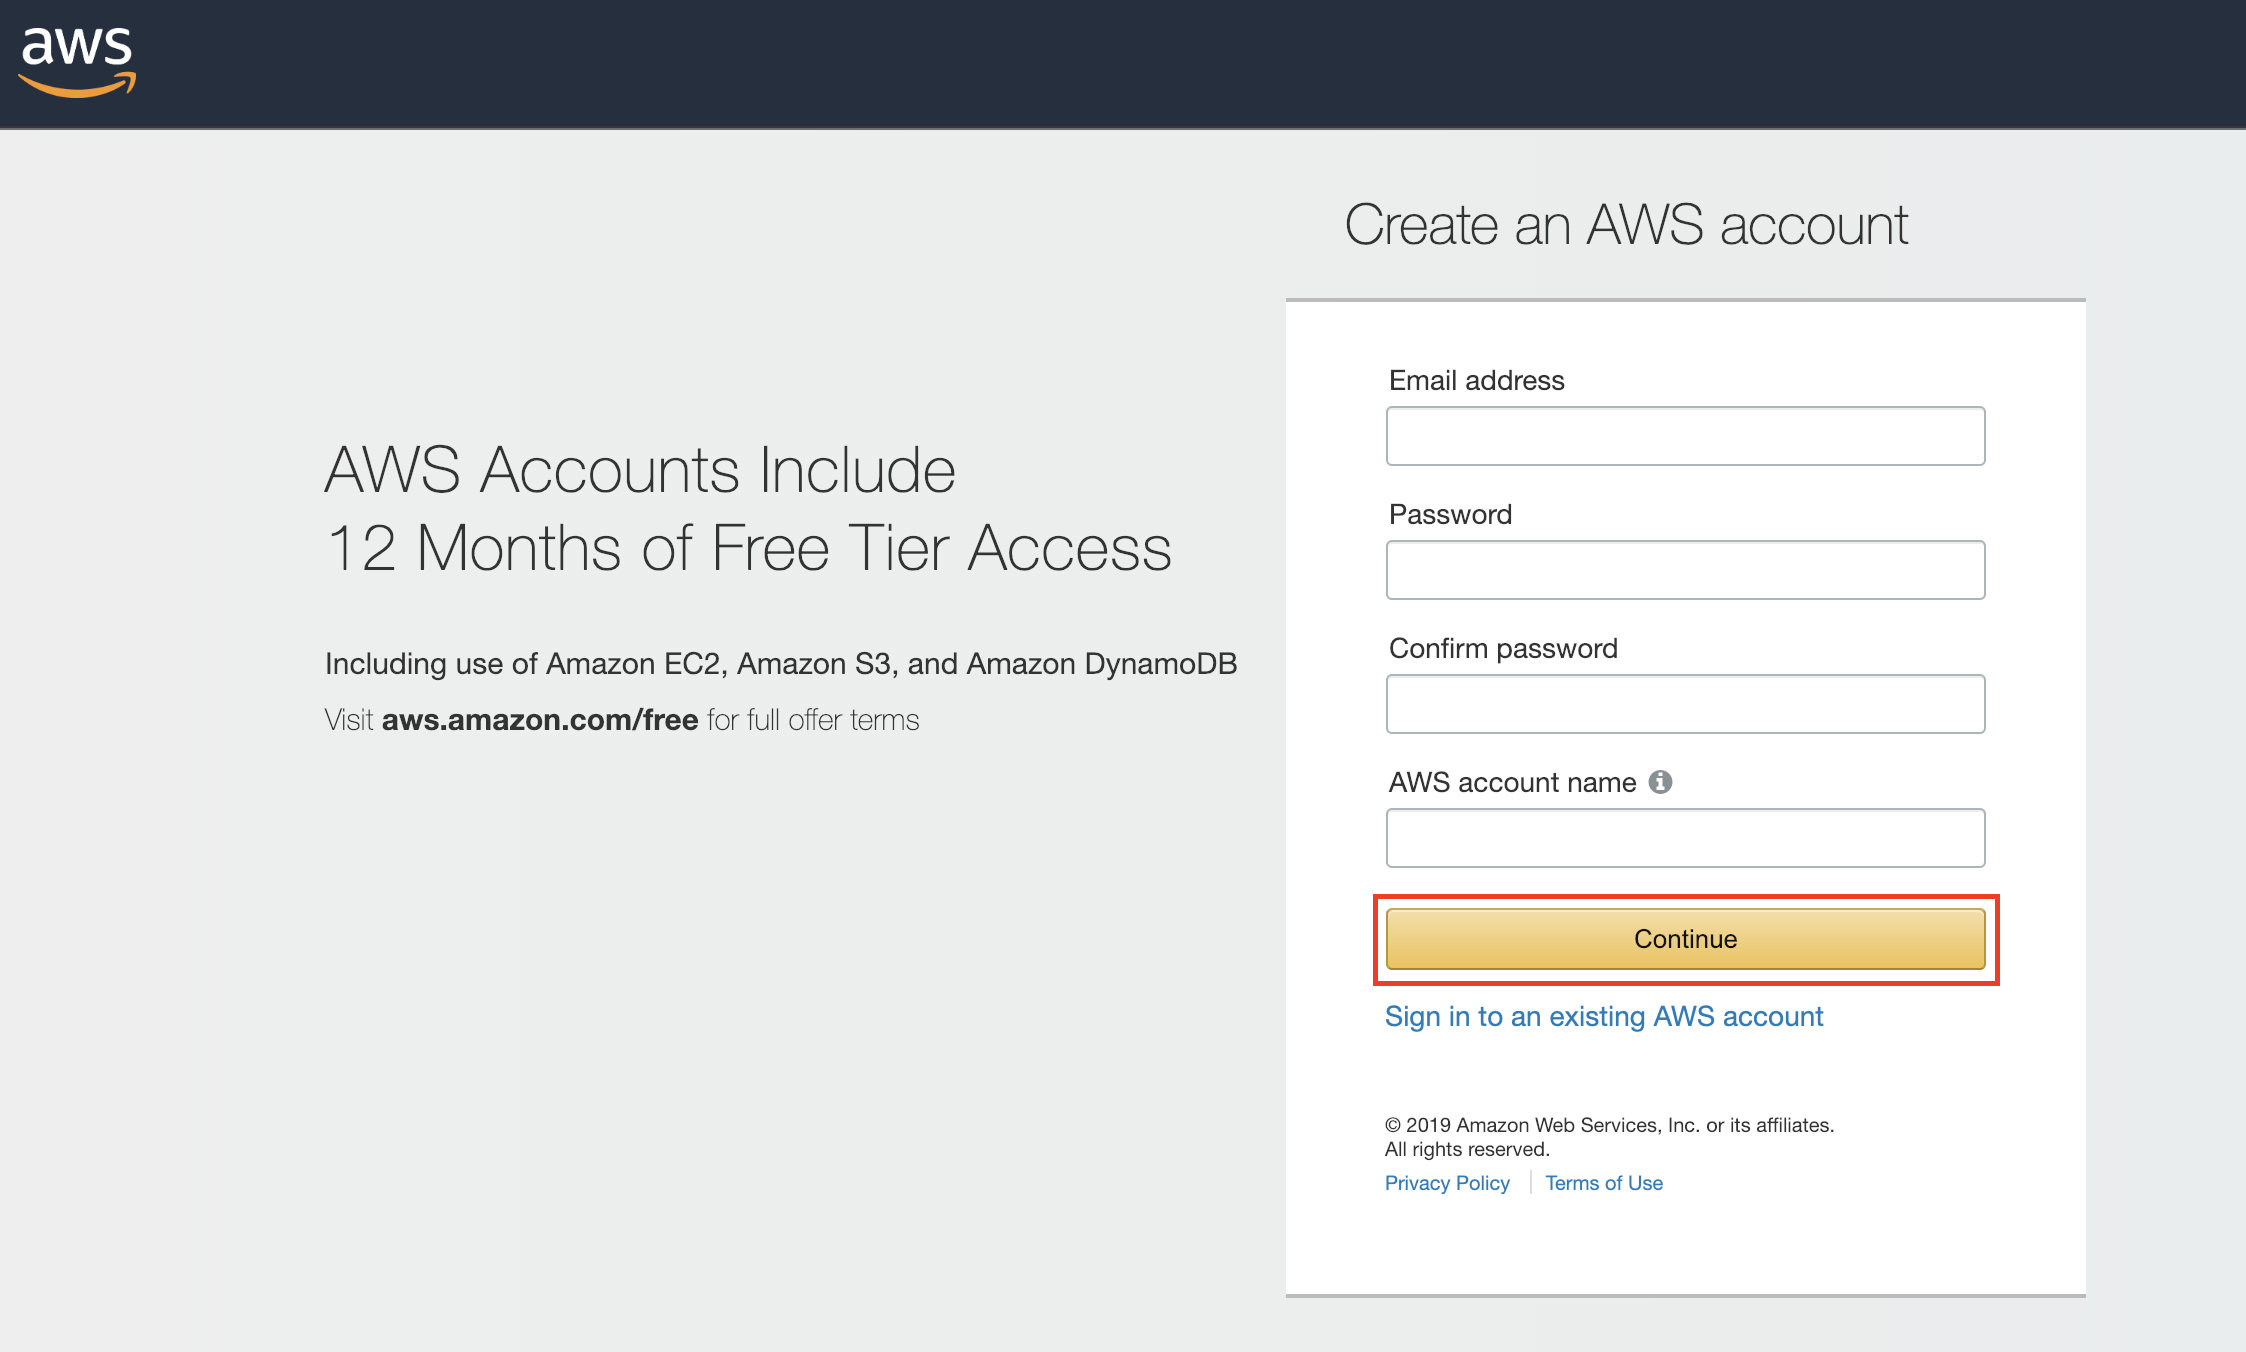 aws
Create an AWS account
AWS Accounts Include
12 Months of Free Tier Access
Including use of Amazon EC2, Amazon S3, and Amazon DynamoDB
Visit aws.amazon.com/free for full offer terms
Email address
Password
Confirm password
AWS account name
Continue
Sign in to an existing AWS account
© 2019 Amazon Web Services, Inc. or its affiliates.
All rights reserved.
Privacy Policy | Terms of Use